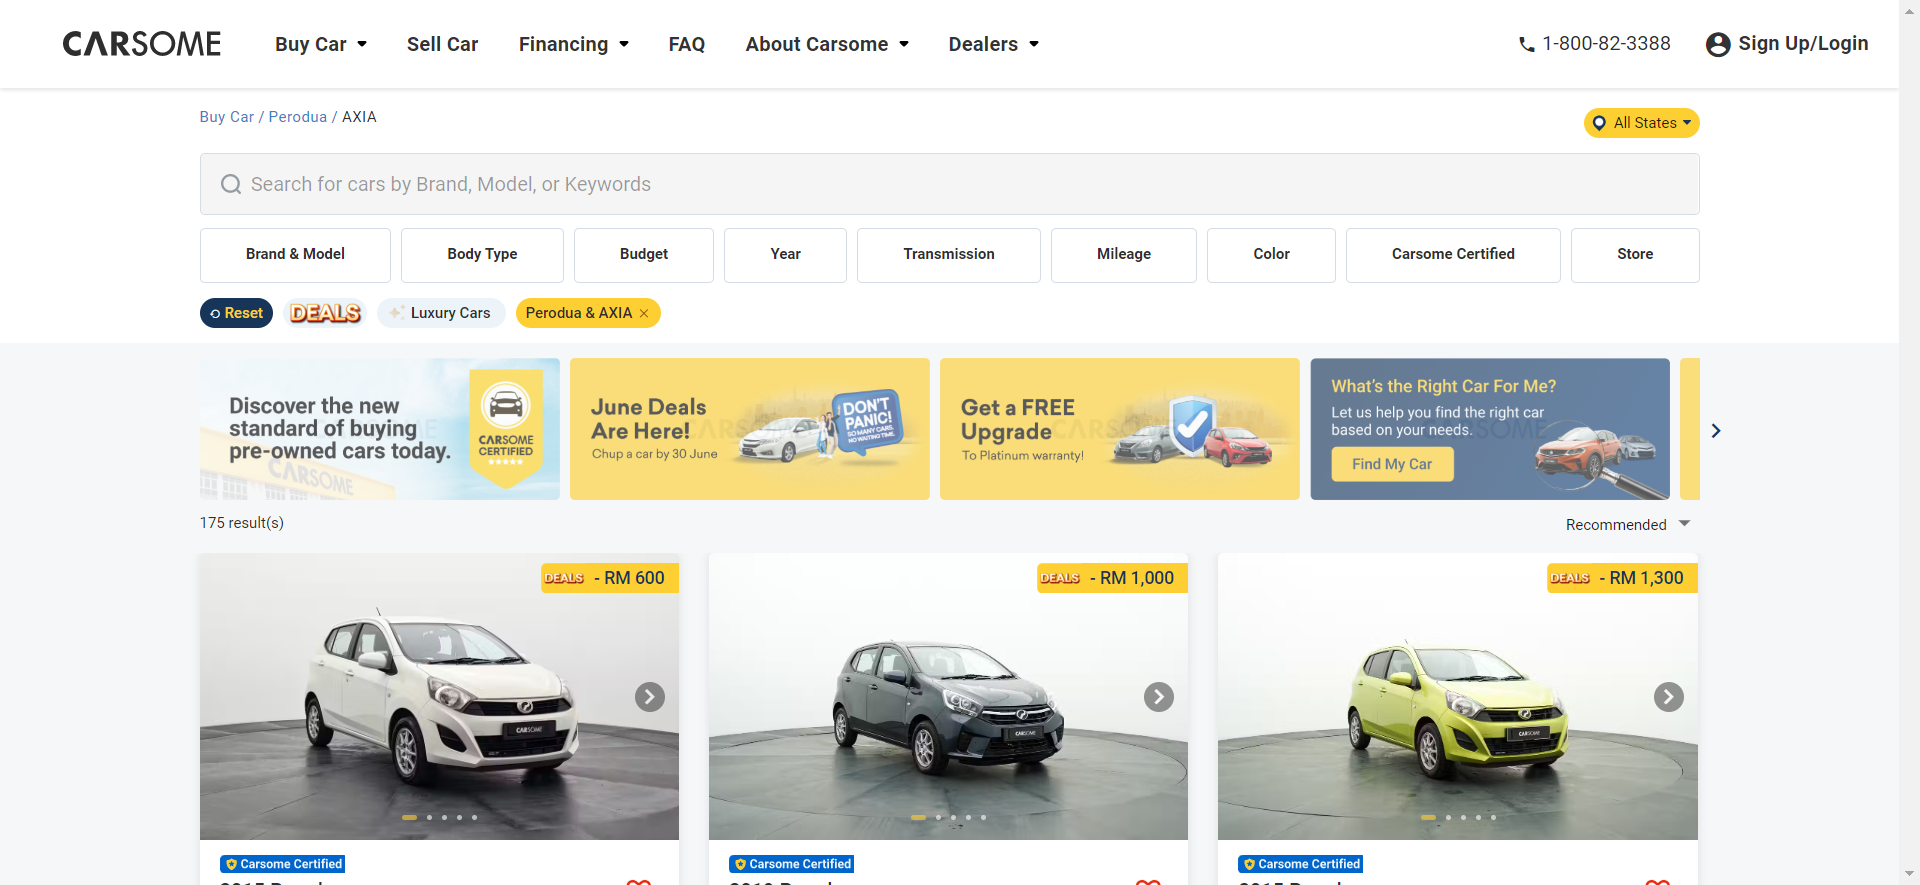 CARSOME
Buy Car
Sell Car
Financing
FAQ
About Carsome
Dealers
1-800-82-3388
Sign Up/Login
Buy Car / Perodua / AXIA
All States
Search for cars by Brand, Model, or Keywords
Brand & Model
Body Type
Budget
Year
Transmission
Mileage
Color
Carsome Certified
Store
Reset
DEALS
Luxury Cars
Perodua & AXIA
Discover the new
standard of buying
pre-owned cars today.
CARSOME
CARSOME
CERTIFIED
June Deals
Are Here!
Chup a car by 30 June
DON'T
PANIC!
SO MANY CARS.
NO WAITING TIME.
Get a FREE
Upgrade
To Platinum warranty!
What's the Right Car For Me?
Let us help you find the right car
based on your needs.
Find My Car
175 result(s)
Recommended
DEALS - RM 600
DEALS - RM 1,000
DEALS - RM 1,300
CARSOME
CARSOME
CARSOME
Carsome Certified
Carsome Certified
Carsome Certified